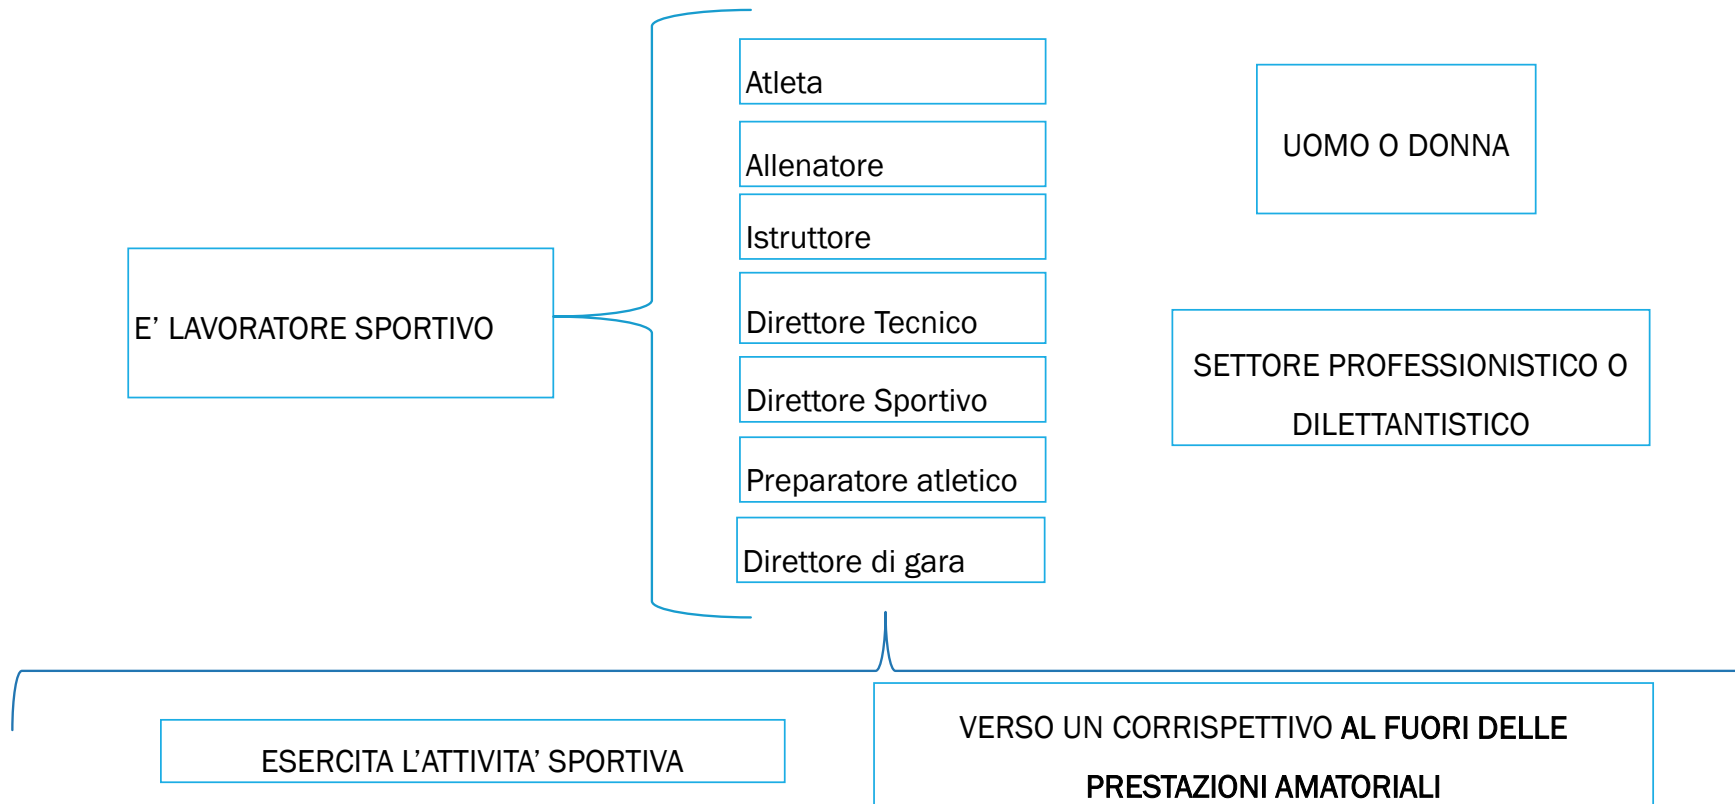 Atleta
Allenatore
Istruttore
Direttore Tecnico
Direttore Sportivo
Preparatore atletico
Direttore di gara
E’ LAVORATORE SPORTIVO
UOMO O DONNA
SETTORE PROFESSIONISTICO O
DILETTANTISTICO
ESERCITA L’ATTIVITA’ SPORTIVA
VERSO UN CORRISPETTIVO AL FUORI DELLE
PRESTAZIONI AMATORIALI